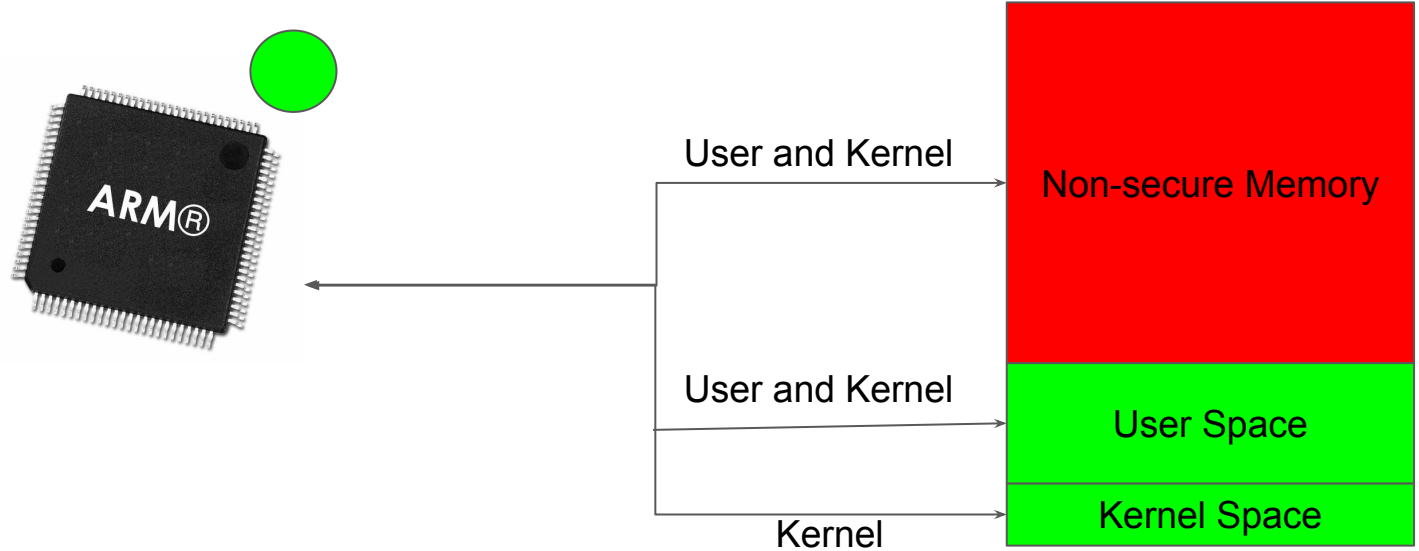 ARM®
User and Kernel
Non-secure Memory
User and Kernel
User Space
Kernel Space
Kernel